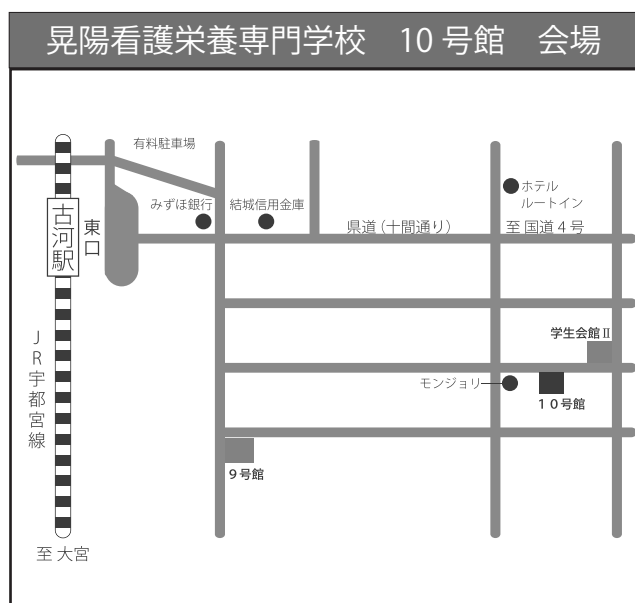 晃陽看護栄養専門学校　10号館　会場
有料駐車場
みずほ銀行
結城信用金庫
ホテル
ルートイン
古河駅
東口
県道（十間通り）
至 国道４号
学生会館Ⅱ
ＪＲ宇都宮線
モンジョリ
１０号館
９号館
至 大宮